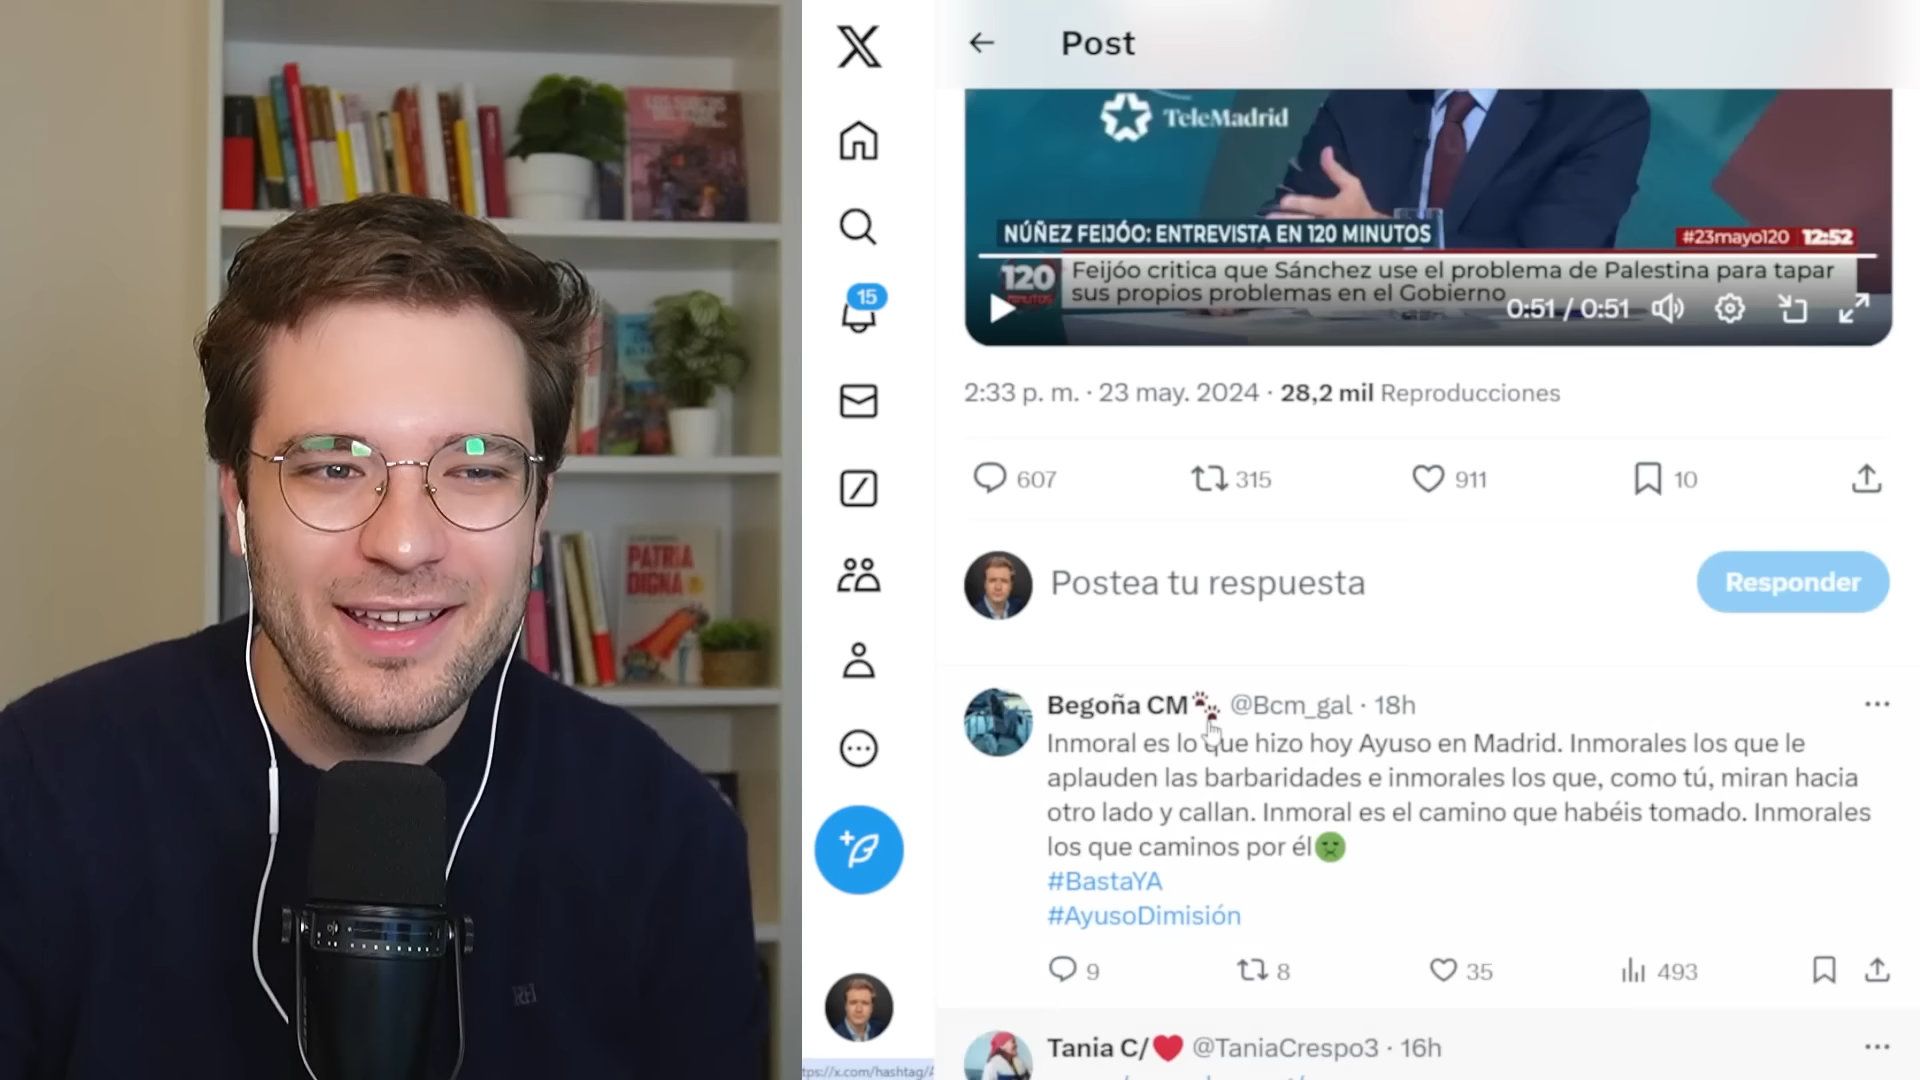 PATRIA
DIGNA
RH
Post
TeleMadrid
NÚÑEZ FEIJÓO: ENTREVISTA EN 120 MINUTOS
#23mayo120 12:52
120
MINUTOS
Feijóo critica que Sánchez use el problema de Palestina para tapar
sus propios problemas en el Gobierno
0:51 / 0:51
2:33 p. m. · 23 may. 2024 · 28,2 mil Reproducciones
607 315 911 10
Postea tu respuesta
Responder
15
Begoña CM @Bcm_gal · 18h
Inmoral es lo que hizo hoy Ayuso en Madrid. Inmorales los que le
aplauden las barbaridades e inmorales los que, como tú, miran hacia
otro lado y callan. Inmoral es el camino que habéis tomado. Inmorales
los que caminos por él
#BastaYA
#AyusoDimisión
9 8 35 493
Tania C/ @TaniaCrespo3 · 16h
tps://x.com/hashtag/